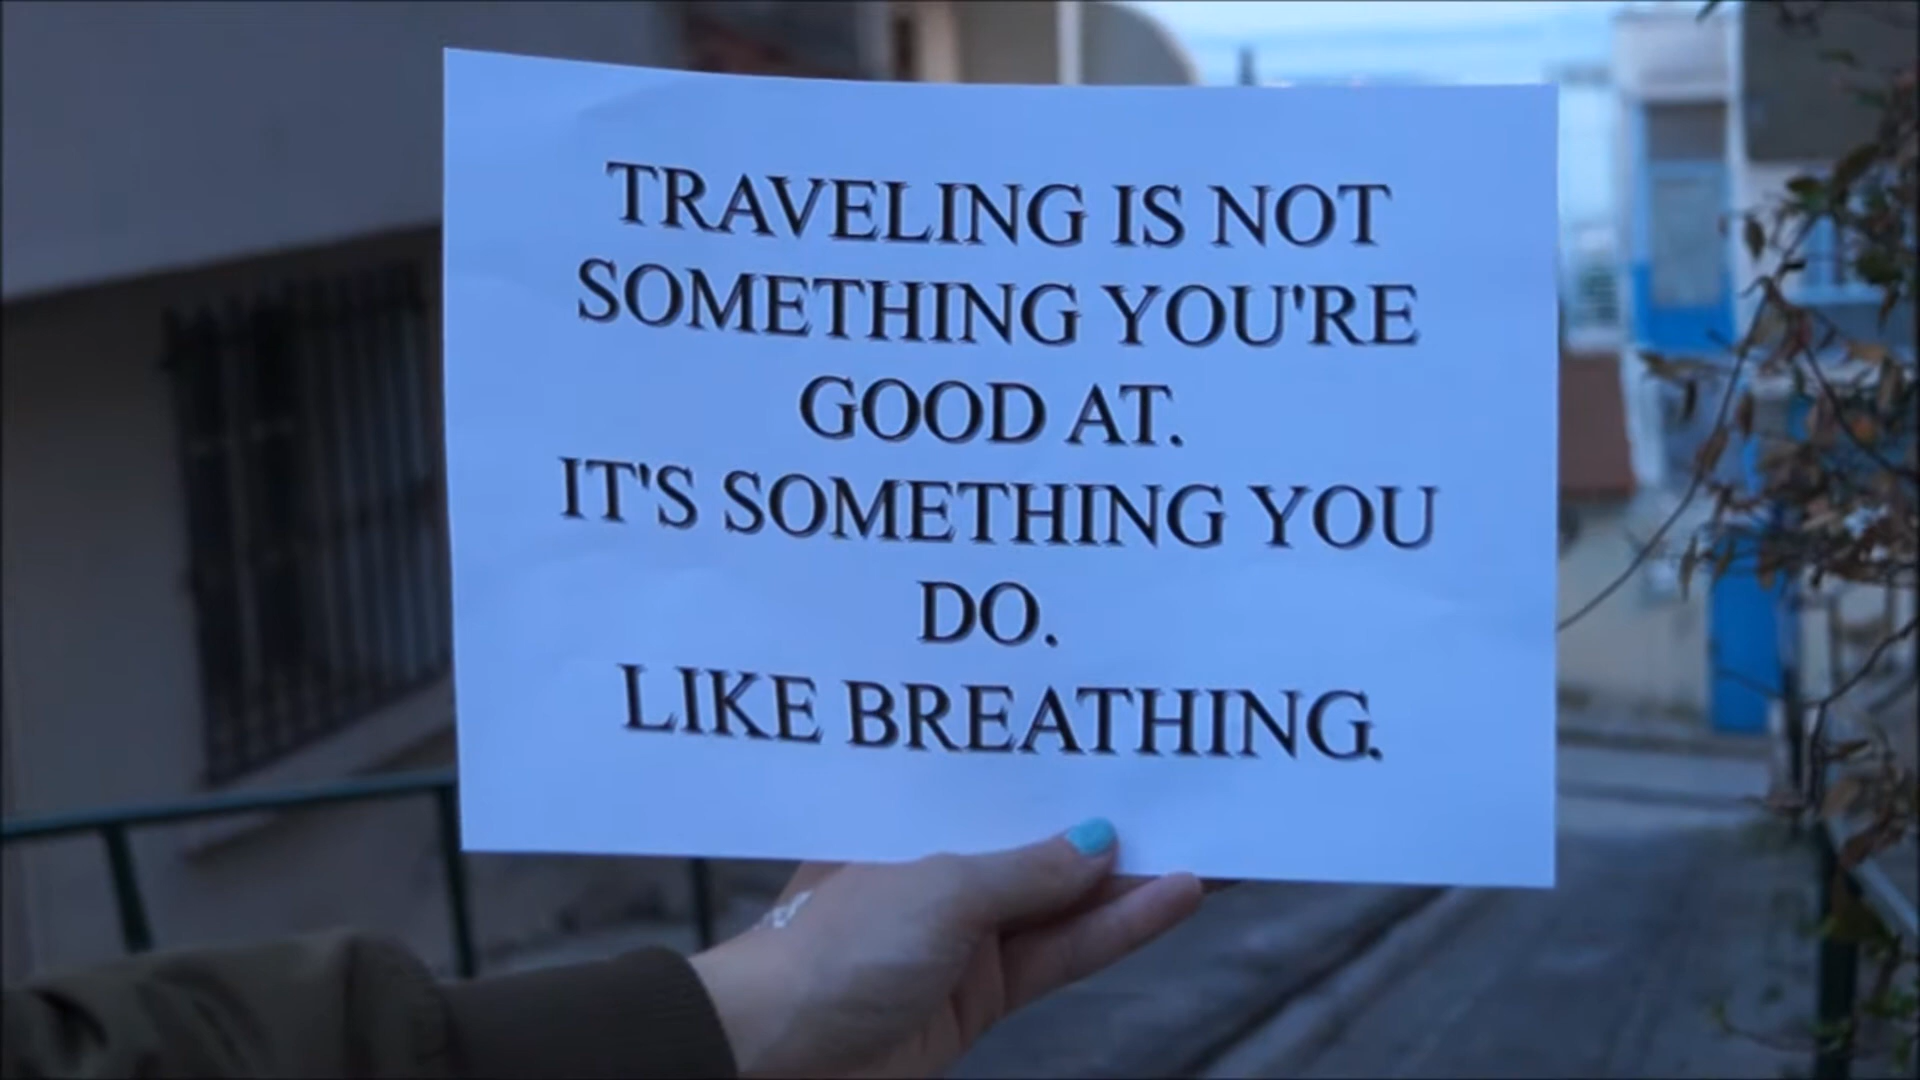 TRAVELING IS NOT
SOMETHING YOU'RE
GOOD AT.
IT'S SOMETHING YOU
DO.
LIKE BREATHING.